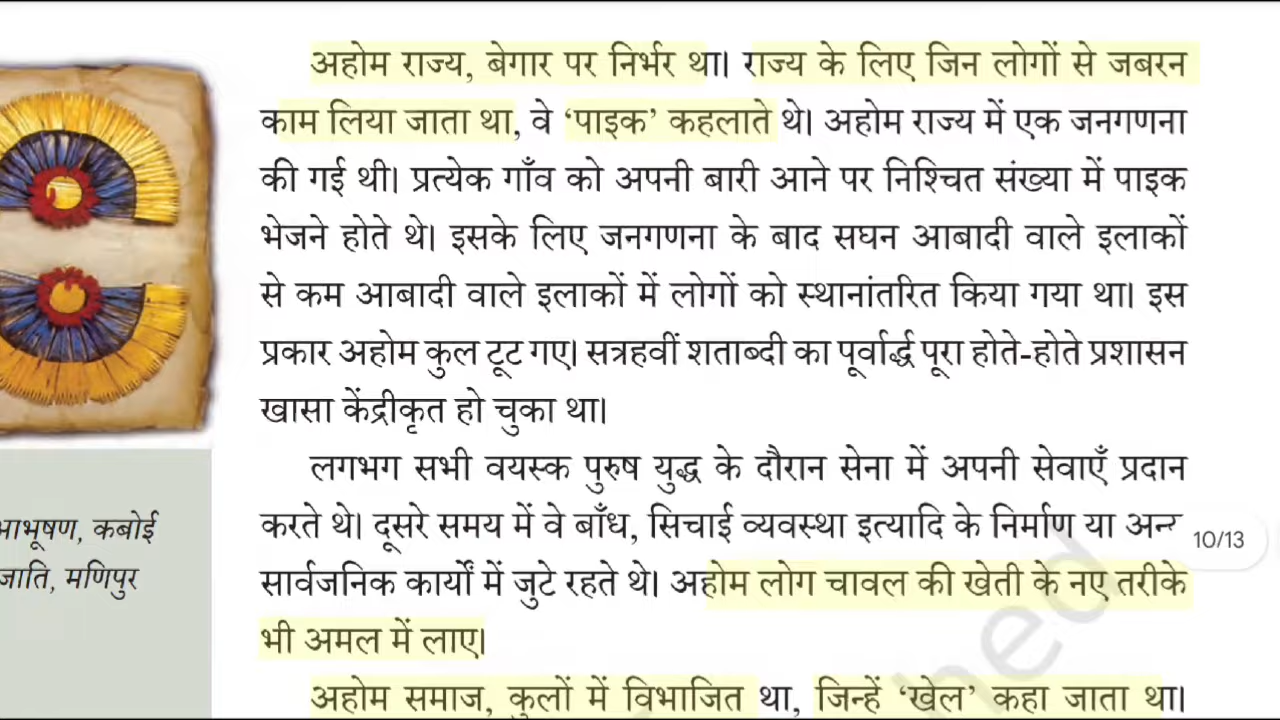 अहोम राज्य, बेगार पर निर्भर था। राज्य के लिए जिन लोगों से जबरन
काम लिया जाता था, वे ‘पाइक’ कहलाते थे। अहोम राज्य में एक जनगणना
की गई थी। प्रत्येक गाँव को अपनी बारी आने पर निश्चित संख्या में पाइक
भेजने होते थे। इसके लिए जनगणना के बाद सघन आबादी वाले इलाकों
से कम आबादी वाले इलाकों में लोगों को स्थानांतरित किया गया था। इस
प्रकार अहोम कुल टूट गए। सत्रहवीं शताब्दी का पूर्वार्द्ध पूरा होते-होते प्रशासन
खासा केंद्रीकृत हो चुका था।
लगभग सभी वयस्क पुरुष युद्ध के दौरान सेना में अपनी सेवाएँ प्रदान
करते थे। दूसरे समय में वे बाँध, सिचाई व्यवस्था इत्यादि के निर्माण या
सार्वजनिक कार्यों में जुटे रहते थे। अहोम लोग चावल की खेती के नए तरीके
भी अमल में लाए।
अहोम समाज, कुलों में विभाजित था, जिन्हें ‘खेल’ कहा जाता था।
आभूषण, कबोई
जाति, मणिपुर
10/13